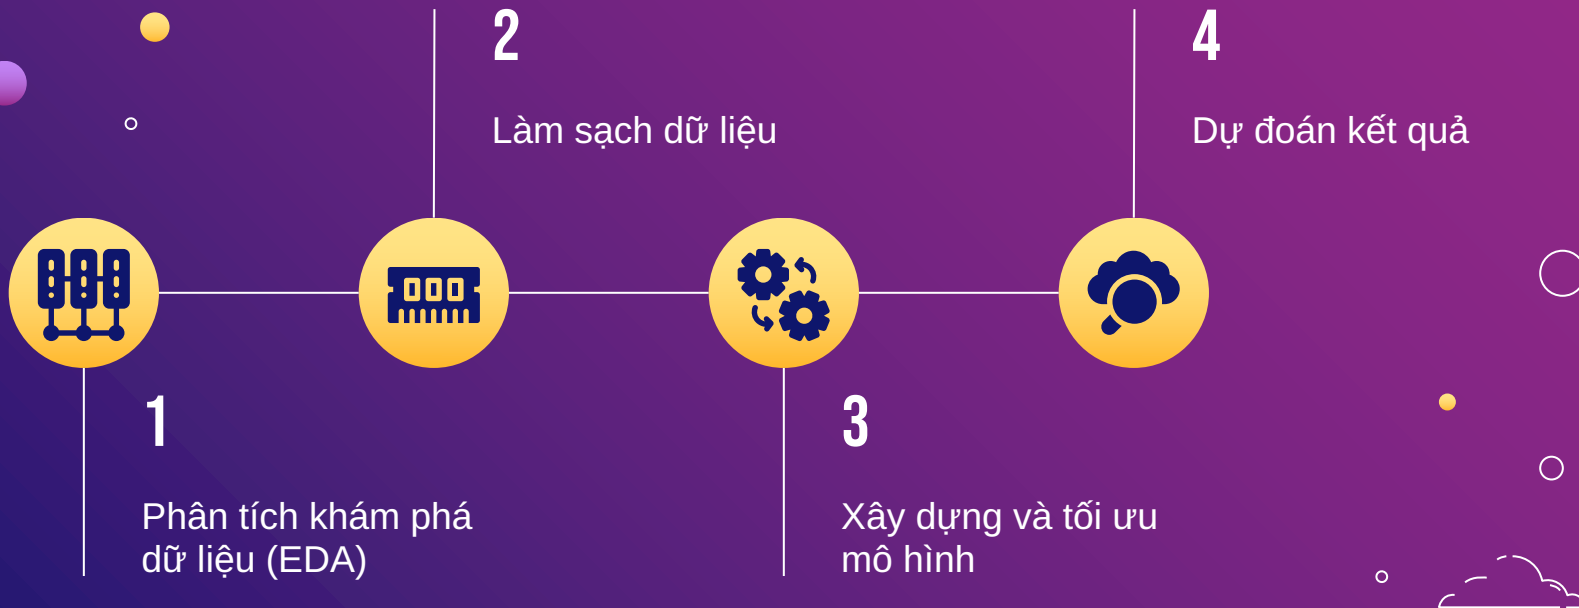 1
Phân tích khám phá
dữ liệu (EDA)
2
Làm sạch dữ liệu
3
Xây dựng và tối ưu
mô hình
4
Dự đoán kết quả